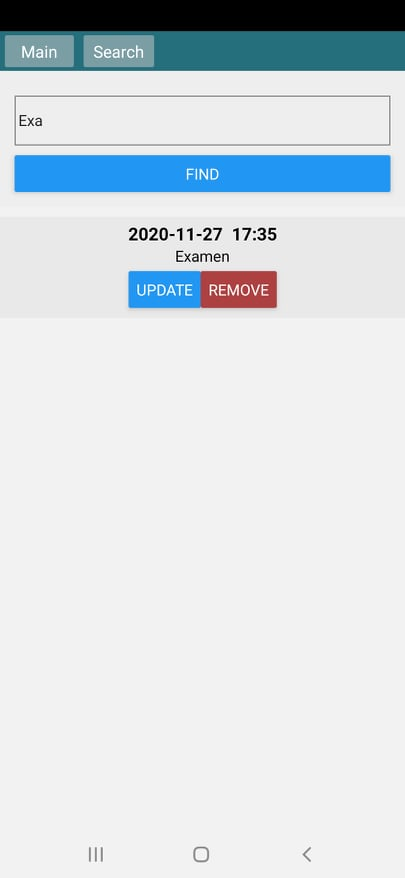 Main Search
Exa
FIND
2020-11-27 17:35
Examen
UPDATE REMOVE